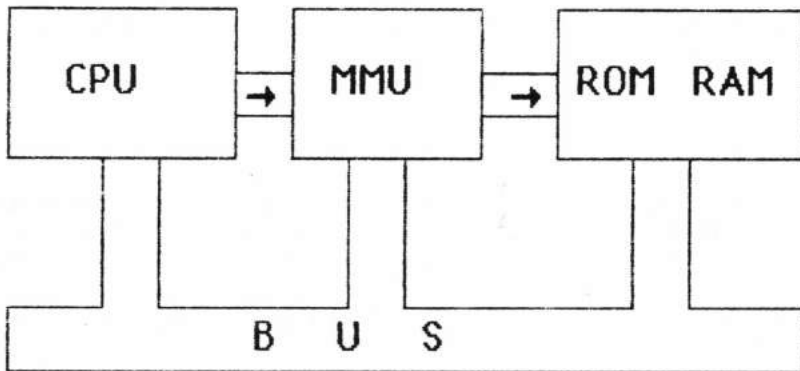 CPU → MMU → ROM RAM
B U S